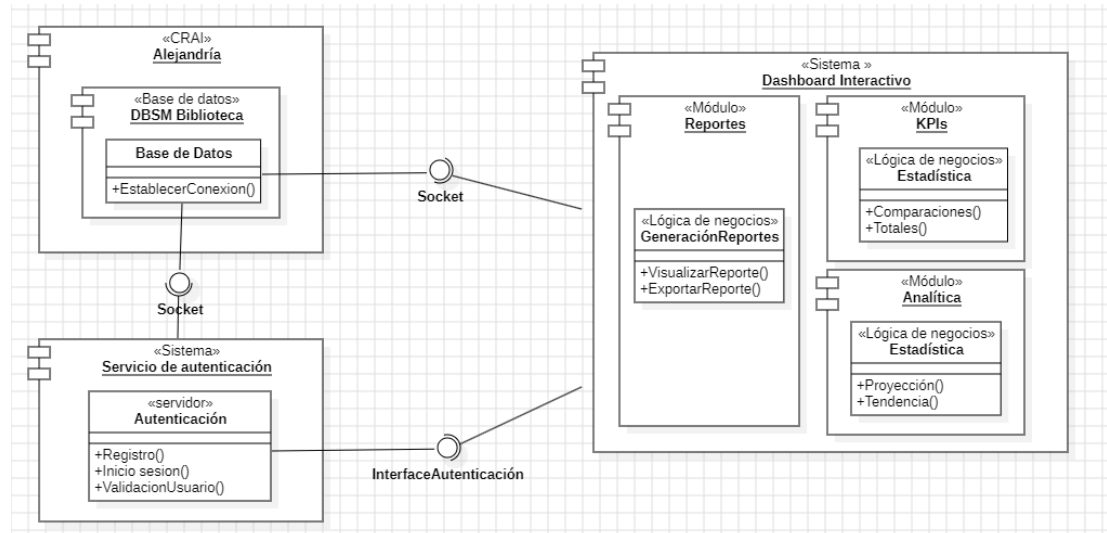 «CRAI»
Alejandría
«Base de datos»
DBSM Biblioteca
Base de Datos
+EstablecerConexion()
Socket
Socket
«Sistema»
Servicio de autenticación
«servidor»
Autenticación
+Registro()
+Inicio sesion()
+ValidacionUsuario()
InterfaceAutenticación
«Sistema »
Dashboard Interactivo
«Módulo»
Reportes
«Lógica de negocios»
GeneraciónReportes
+VisualizarReporte()
+ExportarReporte()
«Módulo»
KPIs
«Lógica de negocios»
Estadística
+Comparaciones()
+Totales()
«Módulo»
Analítica
«Lógica de negocios»
Estadística
+Proyección()
+Tendencia()